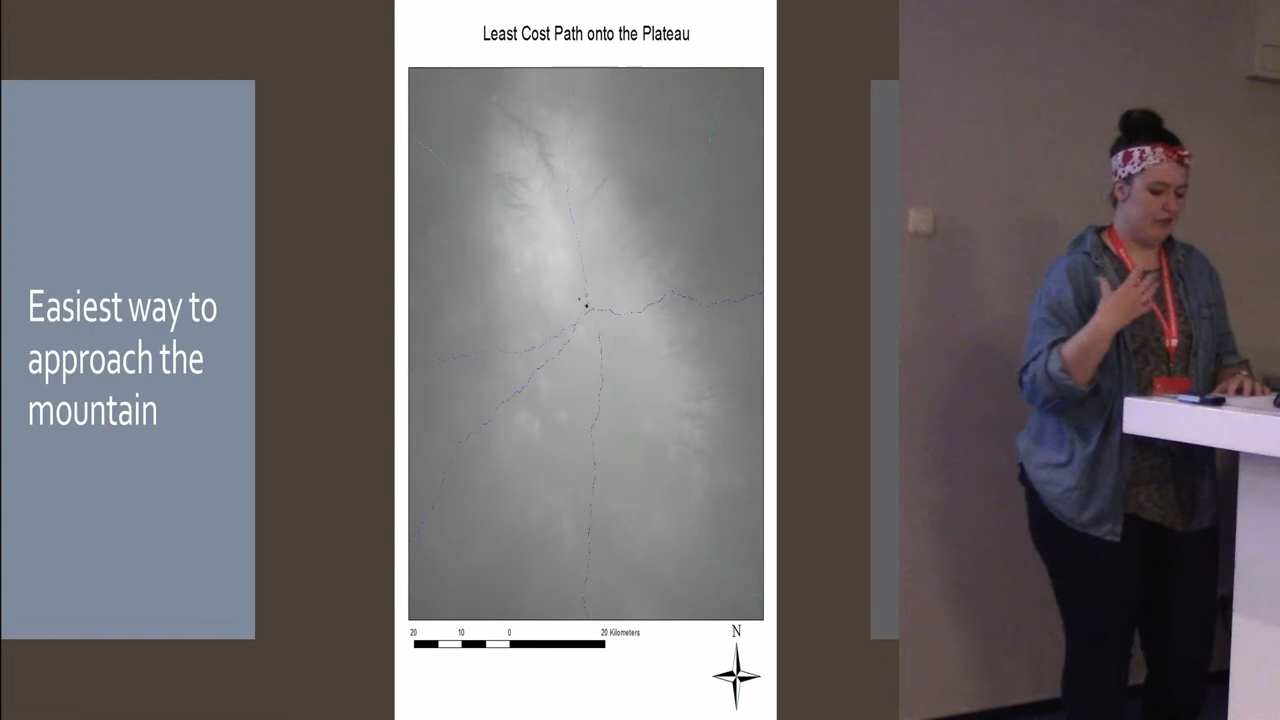 Least Cost Path onto the Plateau
Easiest way to
approach the
mountain
20 10 0 20 Kilometers
N